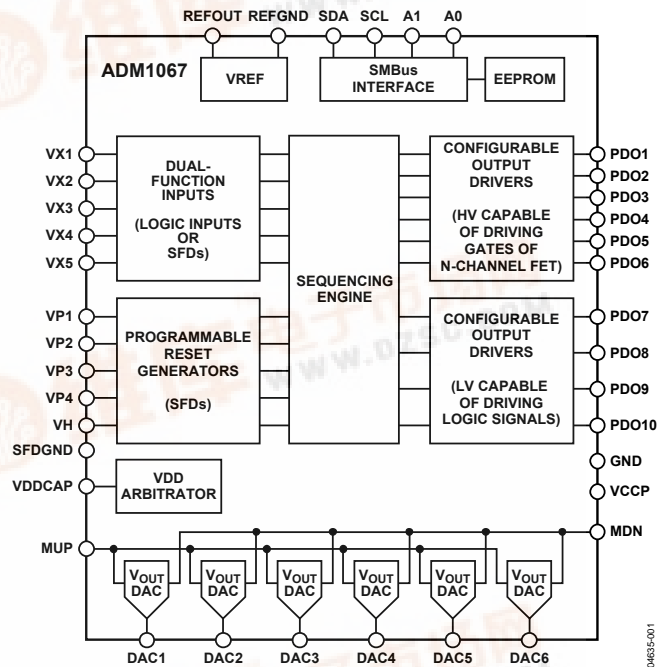 REFOUT REFGND SDA SCL A1 A0
ADM1067
VREF
SMBus
INTERFACE
EEPROM
VX1
VX2
VX3
VX4
VX5
DUAL-
FUNCTION
INPUTS
(LOGIC INPUTS
OR
SFDs)
VP1
VP2
VP3
VP4
VH
PROGRAMMABLE
RESET
GENERATORS
(SFDs)
SEQUENCING
ENGINE
CONFIGURABLE
OUTPUT
DRIVERS
(HV CAPABLE
OF DRIVING
GATES OF
N-CHANNEL FET)
PDO1
PDO2
PDO3
PDO4
PDO5
PDO6
CONFIGURABLE
OUTPUT
DRIVERS
(LV CAPABLE
OF DRIVING
LOGIC SIGNALS)
PDO7
PDO8
PDO9
PDO10
SFDGND
VDDCAP
VDD
ARBITRATOR
GND
VCCP
MUP
MDN
VOUT
DAC
VOUT
DAC
VOUT
DAC
VOUT
DAC
VOUT
DAC
VOUT
DAC
DAC1 DAC2 DAC3 DAC4 DAC5 DAC6
WWW.DZSC.COM